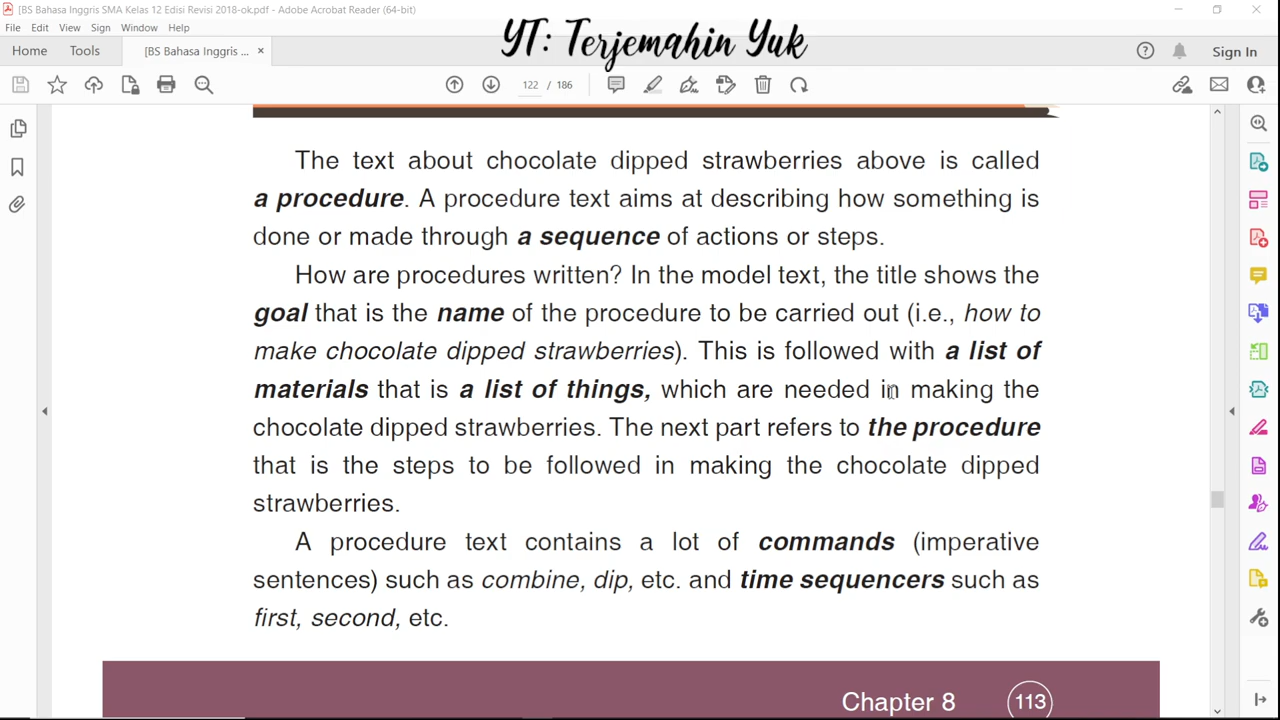 [BS Bahasa Inggris SMA Kelas 12 Edisi Revisi 2018-ok.pdf - Adobe Acrobat Reader (64-bit)
File Edit View Sign Window Help
YT: Terjemahin Yuk
Home Tools [BS Bahasa Inggris ... × Sign In
122 / 186
The text about chocolate dipped strawberries above is called
a procedure. A procedure text aims at describing how something is
done or made through a sequence of actions or steps.
How are procedures written? In the model text, the title shows the
goal that is the name of the procedure to be carried out (i.e., how to
make chocolate dipped strawberries). This is followed with a list of
materials that is a list of things, which are needed in making the
chocolate dipped strawberries. The next part refers to the procedure
that is the steps to be followed in making the chocolate dipped
strawberries.
A procedure text contains a lot of commands (imperative
sentences) such as combine, dip, etc. and time sequencers such as
first, second, etc.
Chapter 8 113